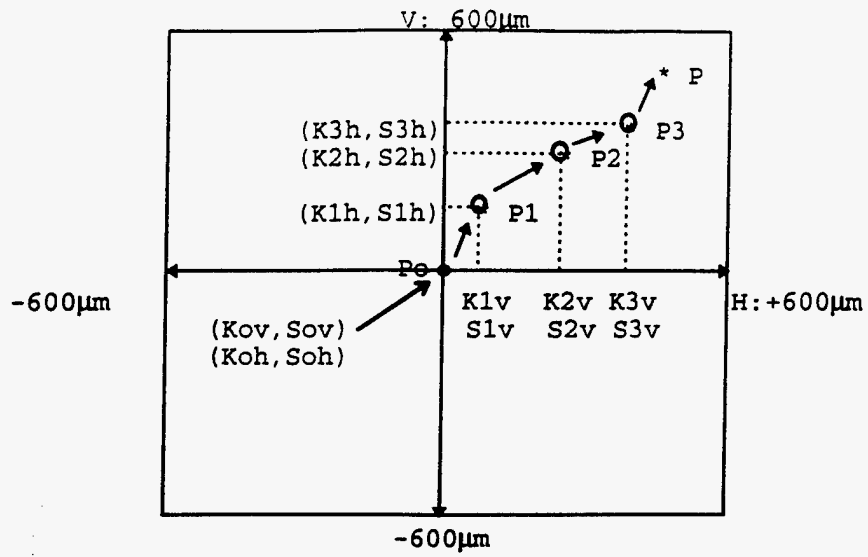 V: 600μm
* P
(K3h,S3h)
P3
(K2h,S2h)
P2
(K1h,S1h)
P1
Po
-600μm
K1v K2v K3v
H:+600μm
S1v S2v S3v
(Kov,Sov)
(Koh,Soh)
-600μm